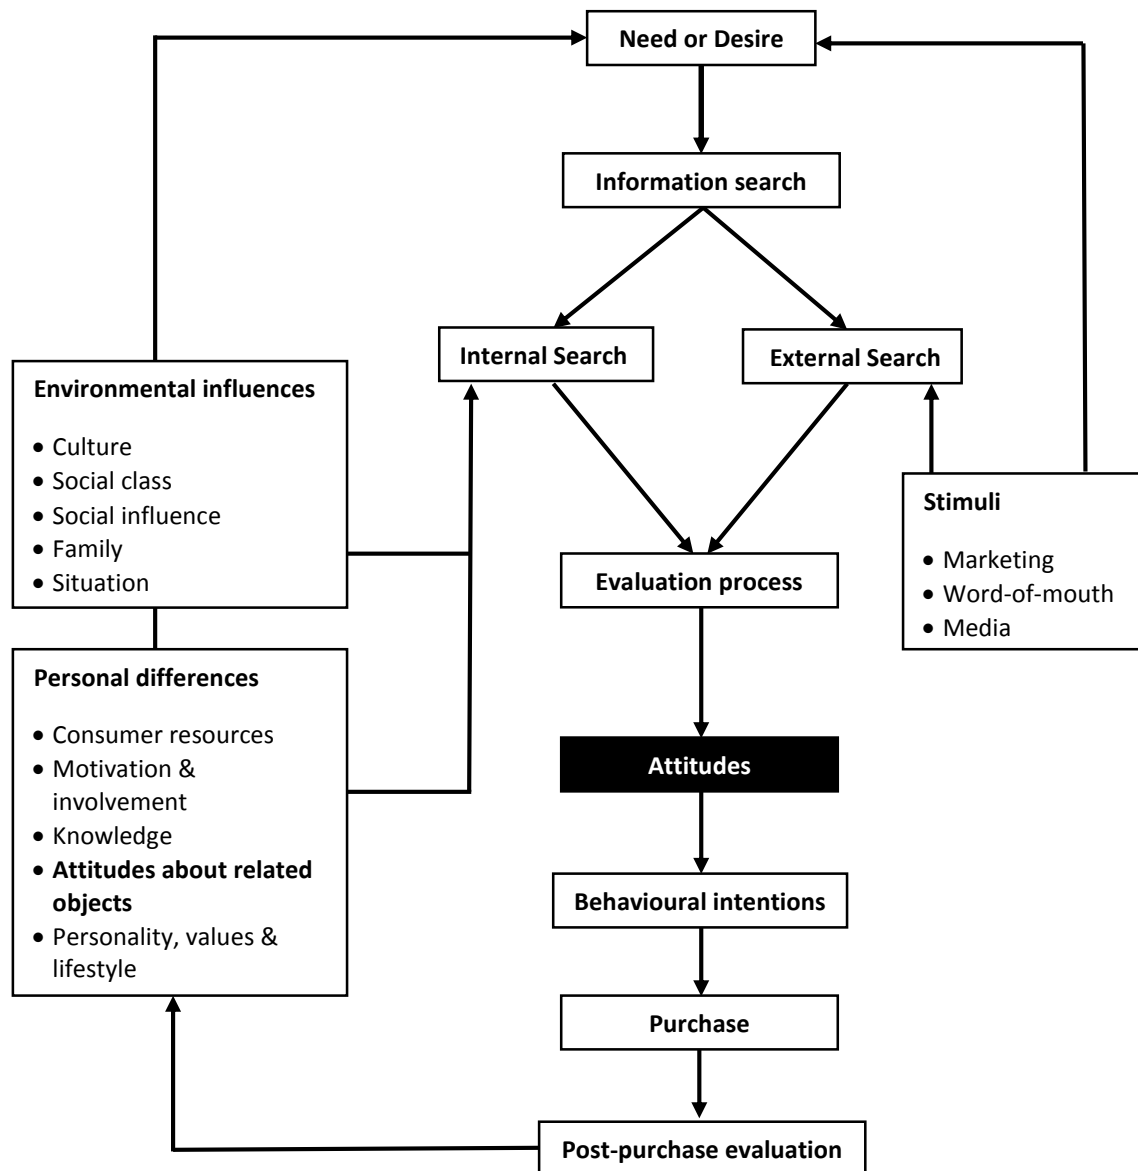 Need or Desire
Information search
Internal Search
External Search
Environmental influences
• Culture
• Social class
• Social influence
• Family
• Situation
Stimuli
• Marketing
• Word-of-mouth
• Media
Evaluation process
Personal differences
• Consumer resources
• Motivation &
involvement
• Knowledge
• Attitudes about related
objects
• Personality, values &
lifestyle
Attitudes
Behavioural intentions
Purchase
Post-purchase evaluation